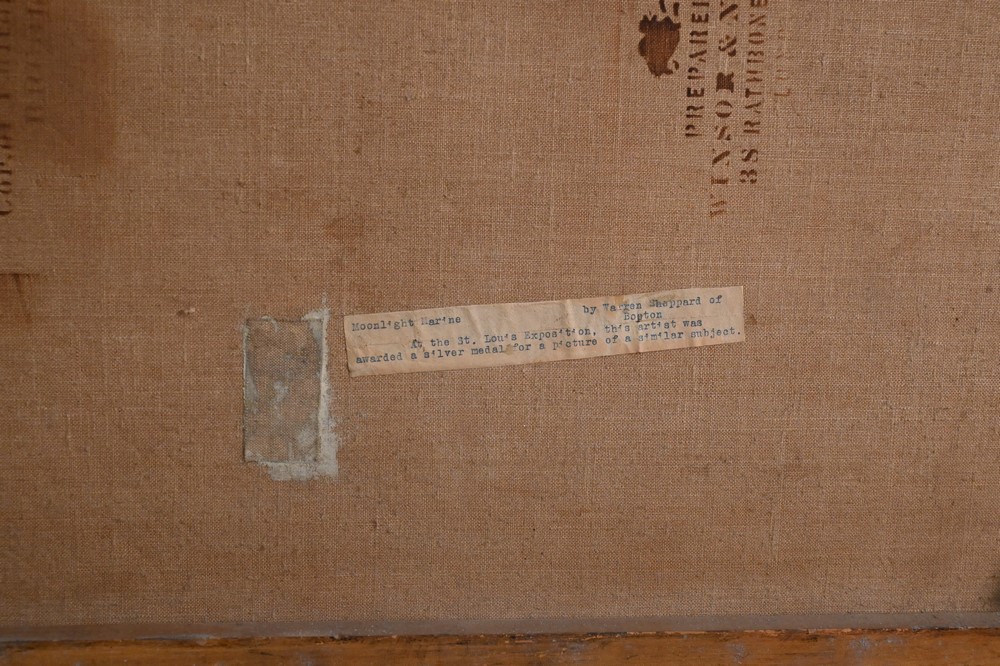 PREPARE
WINSOR & N
38 RATHBONE
Moonlight Marine by Warren Sheppard of
Boston
At the St. Louis Exposition, this artist was
awarded a silver medal for a picture of a similar subject.